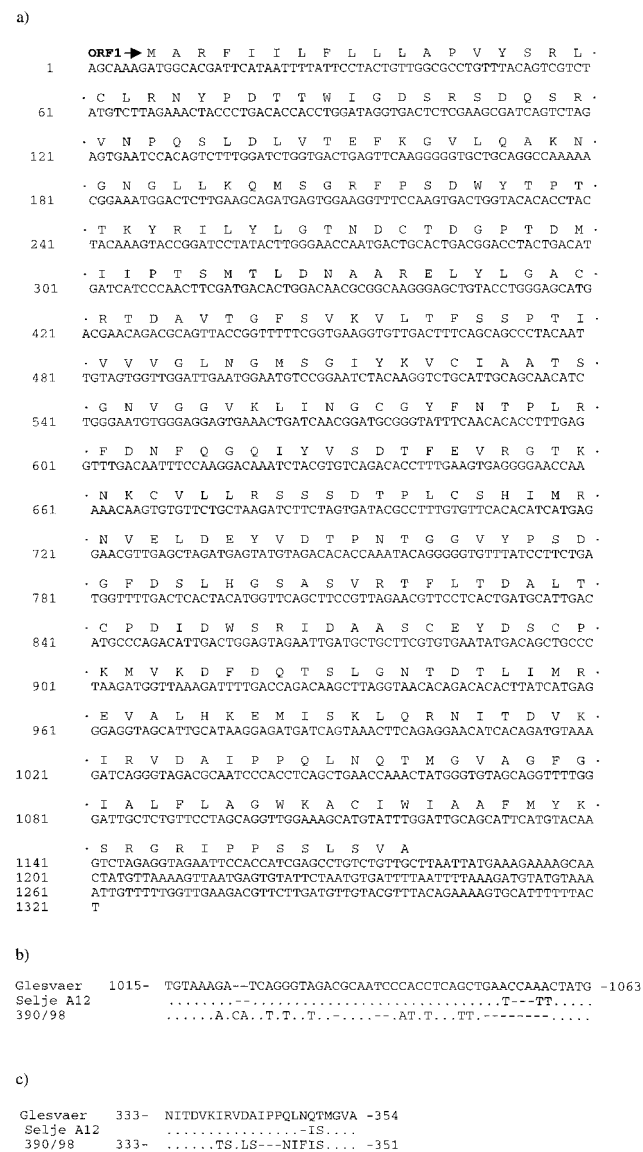 a)
ORF1 M A R F I I L F L L L A P V Y S R L ·
1 AGCAAAGATGGCACGATTCATAATTTTATTCCTACTGTTGGCGCCTGTTTACAGTCGTCT
· C L R N Y P D T T W I G D S R S D Q S R ·
61 ATGTCTTAGAAACTACCCTGACACCACCTGGATAGGTGACTCTCGAAGCGATCAGTCTAG
· V N P Q S L D L V T E F K G V L Q A K N ·
121 AGTGAATCCACAGTCTTTGGATCTGGTGACTGAGTTCAAGGGGGTGCTGCAGGCCAAAAA
· G N G L L K Q M S G R F P S D W Y T P T ·
181 CGGAAATGGACTCTTGAAGCAGATGAGTGGAAGGTTTCCAAGTGACTGGTACACACCTAC
· T K Y R I L Y L G T N D C T D G P T D M ·
241 TACAAAGTACCGGATCCTATACTTGGGAACCAATGACTGCACTGACGGACCTACTGACAT
· I I P T S M T L D N A A R E L Y L G A C ·
301 GATCATCCCAACTTCGATGACACTGGACAACGCGGCAAGGGAGCTGTACCTGGGAGCATG
· R T D A V T G F S V K V L T F S S P T I ·
421 ACGAACAGACGCAGTTACCGGTTTTTCGGTGAAGGTGTTGACTTTCAGCAGCCCTACAAT
· V V V G L N G M S G I Y K V C I A A T S ·
481 TGTAGTGGTTGGATTGAATGGAATGTCCGGAATCTACAAGGTCTGCATTGCAGCAACATC
· G N V G G V K L I N G C G Y F N T P L R ·
541 TGGGAATGTGGGAGGAGTGAAACTGATCAACGGATGCGGGTATTTCAACACACCTTTGAG
· F D N F Q G Q I Y V S D T F E V R G T K ·
601 GTTTGACAATTTCCAAGGACAAATCTACGTGTCAGACACCTTTGAAGTGAGGGGAACCAA
· N K C V L L R S S S D T P L C S H I M R ·
661 AAACAAGTGTGTTCTGCTAAGATCTTCTAGTGATACGCCTTTGTGTTCACACATCATGAG
· N V E L D E Y V D T P N T G G V Y P S D ·
721 GAACGTTGAGCTAGATGAGTATGTAGACACACCAAATACAGGGGGTGTTTATCCTTCTGA
· G F D S L H G S A S V R T F L T D A L T ·
781 TGGTTTTGACTCACTACATGGTTCAGCTTCCGTTAGAACGTTCCTCACTGATGCATTGAC
· C P D I D W S R I D A A S C E Y D S C P ·
841 ATGCCCAGACATTGACTGGAGTAGAATTGATGCTGCTTCGTGTGAATATGACAGCTGCCC
· K M V K D F D Q T S L G N T D T L I M R ·
901 TAAGATGGTTAAAGATTTTGACCAGACAAGCTTAGGTAACACAGACACACTTATCATGAG
· E V A L H K E M I S K L Q R N I T D V K ·
961 GGAGGTAGCATTGCATAAGGAGATGATCAGTAAACTTCAGAGGAACATCACAGATGTAAA
· I R V D A I P P Q L N Q T M G V A G F G ·
1021 GATCAGGGTAGACGCAATCCCACCTCAGCTGAACCAAACTATGGGTGTAGCAGGTTTTGG
· I A L F L A G W K A C I W I A A F M Y K ·
1081 GATTGCTCTGTTCCTAGCAGGTTGGAAAGCATGTATTTGGATTGCAGCATTCATGTACAA
· S R G R I P P S S L S V A
1141 GTCTAGAGGTAGAATTCCACCATCGAGCCTGTCTGTTGCTTAATTATGAAAGAAAAGCAA
1201 CTATGTTAAAAGTTAATGAGTGTATTCTAATGTGATTTTAATTTTAAAGATGTATGTAAA
1261 ATTGTTTTTGGTTGAAGACGTTCTTGATGTTGTACGTTTACAGAAAAGTGCATTTTTTAC
1321 T
b)
Glesvaer 1015- TGTAAAGA--TCAGGGTAGACGCAATCCCACCTCAGCTGAACCAAACTATG -1063
Selje A12 ........--................................T---TT.....
390/98 ......A.CA..T.T..T..-....--..AT.T...TT.--------.....
c)
Glesvaer 333- NITDVKIRVDAIPPQLNQTMGVA -354
Selje A12 ................-IS....
390/98 333- ......TS.LS---NIFIS.... -351